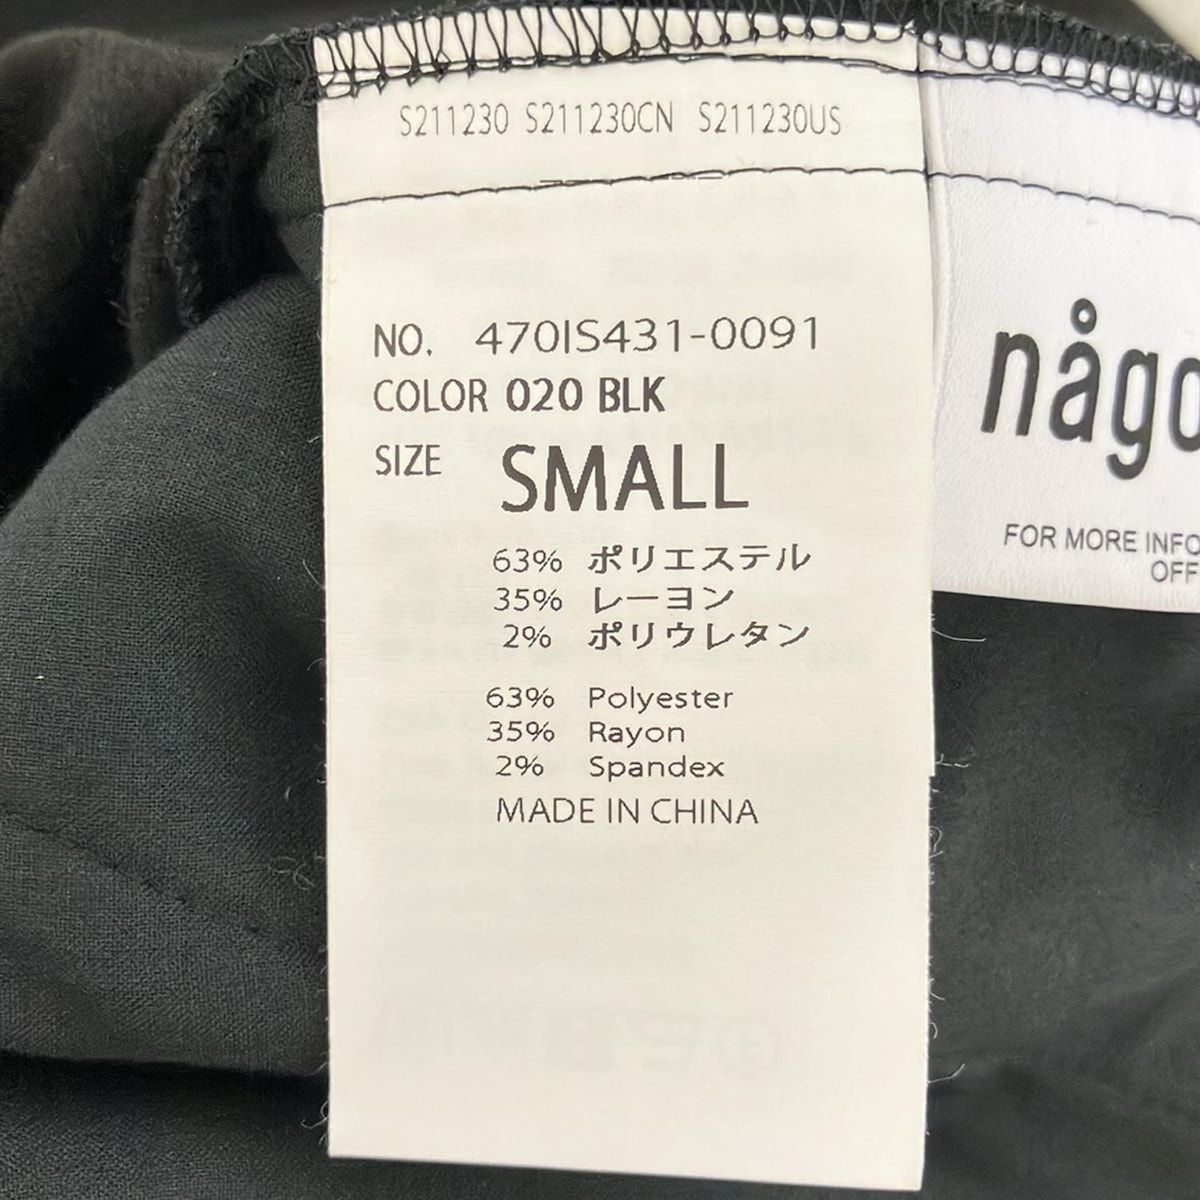 S211230 S211230CN S211230US
NO. 470IS431-0091
COLOR 020 BLK
SIZE SMALL
63% ポリエステル
35% レーヨン
2% ポリウレタン
63% Polyester
35% Rayon
2% Spandex
MADE IN CHINA
någo
FOR MORE INFO
OFF